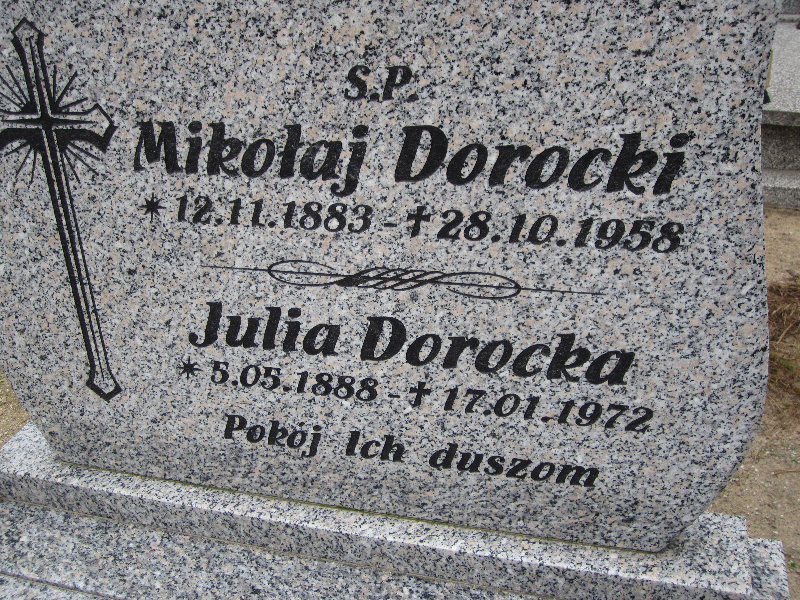 S.P.
Mikołaj Dorocki
* 12.11.1883 - † 28.10.1958
Julia Dorocka
* 5.05.1888 - † 17.01.1972
Pokój Ich duszom